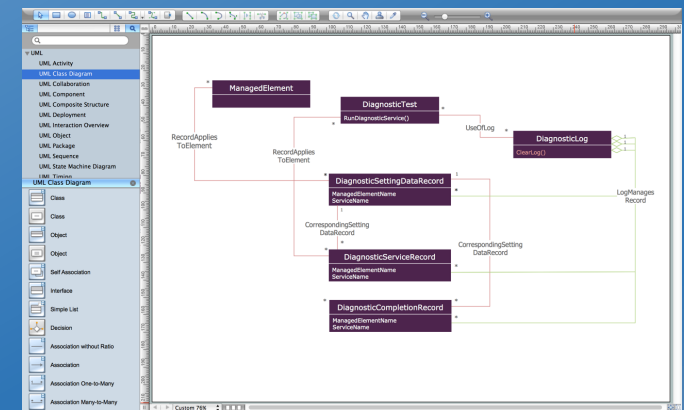 UML
UML Activity
UML Class Diagram
UML Collaboration
UML Component
UML Composite Structure
UML Deployment
UML Interaction Overview
UML Object
UML Package
UML Sequence
UML State Machine Diagram
UML Timing
UML Class Diagram
Class
Class
Object
Object
Self Association
Interface
Simple List
Decision
Association without Ratio
Association
Association One-to-Many
Association Many-to-Many
ManagedElement
DiagnosticTest
RunDiagnosticService()
UseOfLog
DiagnosticLog
ClearLog()
RecordApplies
ToElement
RecordApplies
ToElement
DiagnosticSettingDataRecord
ManagedElementName
ServiceName
LogManages
Record
CorrespondingSetting
DataRecord
CorrespondingSetting
DataRecord
DiagnosticServiceRecord
ManagedElementName
ServiceName
DiagnosticCompletionRecord
ManagedElementName
ServiceName
Custom 76%